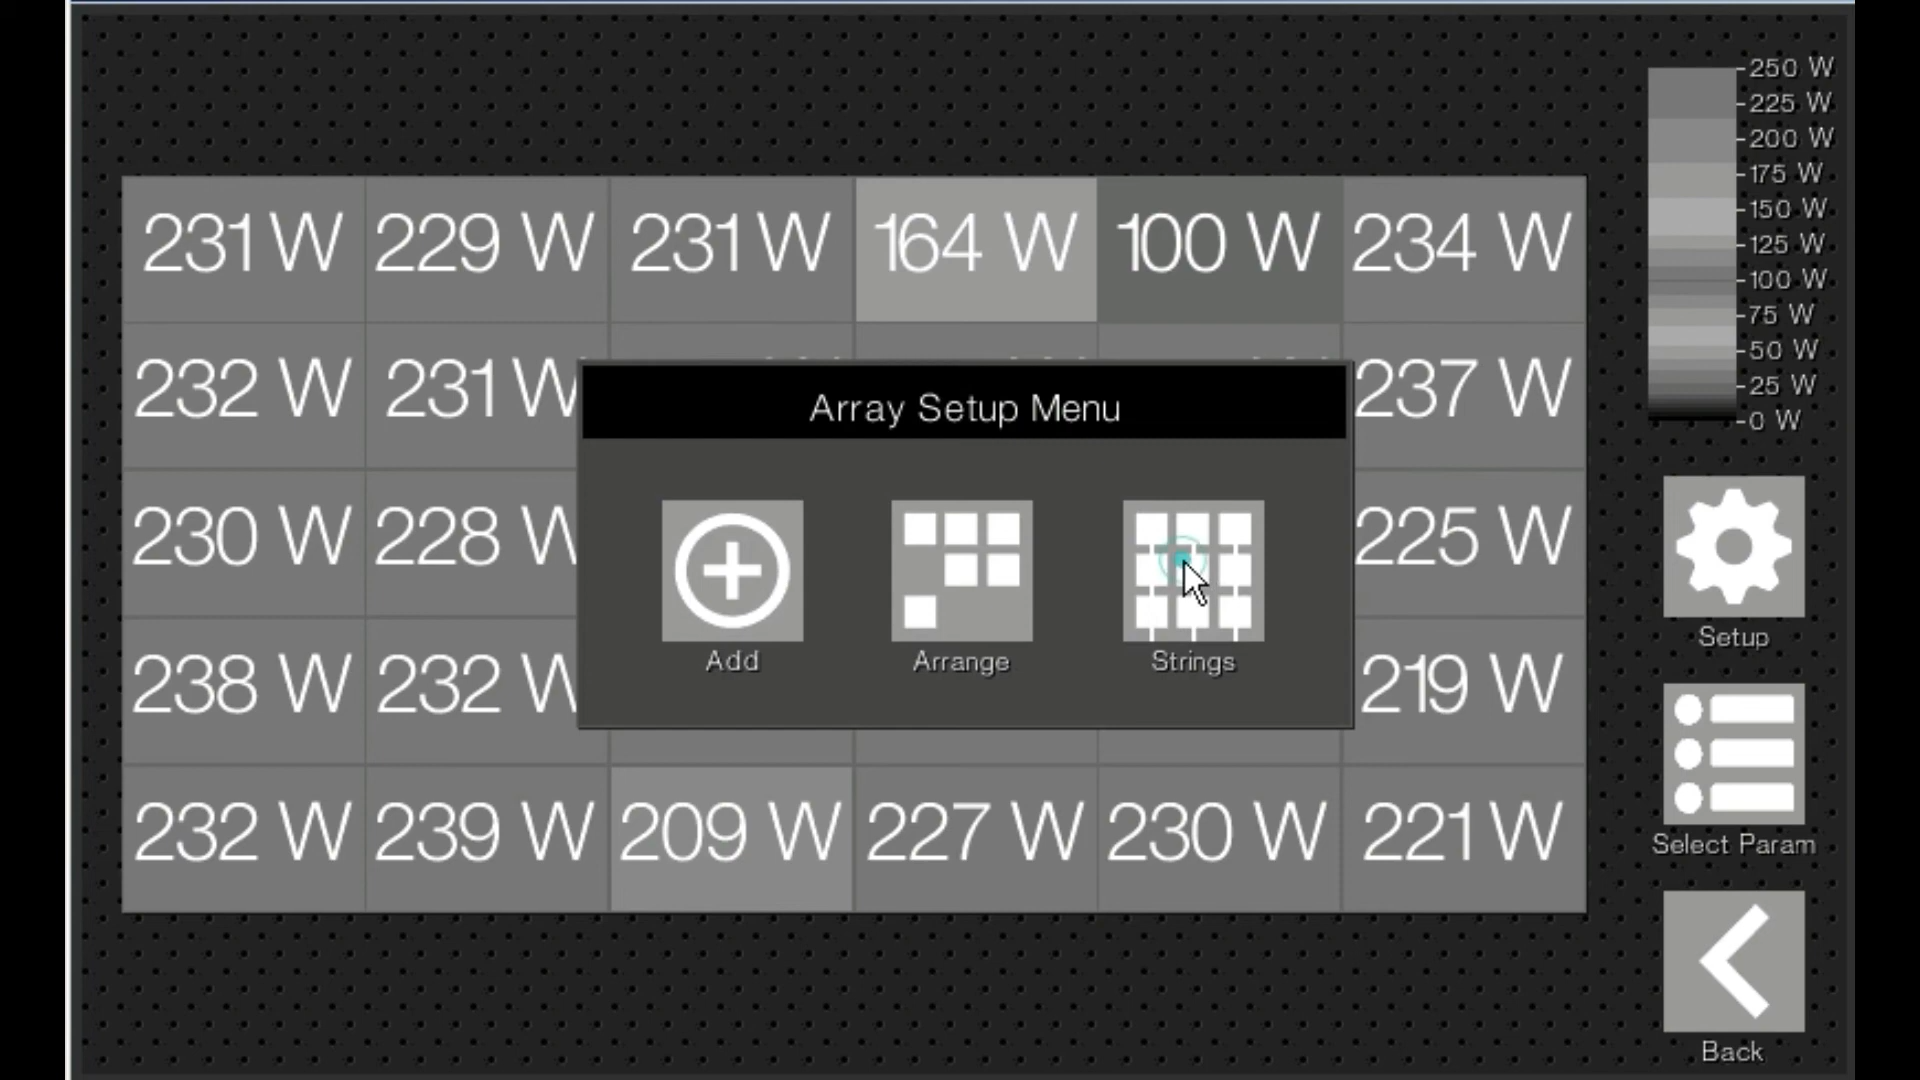 250 W
225 W
200 W
175 W
150 W
125 W
100 W
75 W
50 W
25 W
0 W
231 W 229 W 231 W 164 W 100 W 234 W
232 W 231 W 237 W
Array Setup Menu
230 W 228 W 225 W
Add Arrange Strings
Setup
238 W 232 W 219 W
Select Param
232 W 239 W 209 W 227 W 230 W 221 W
Back